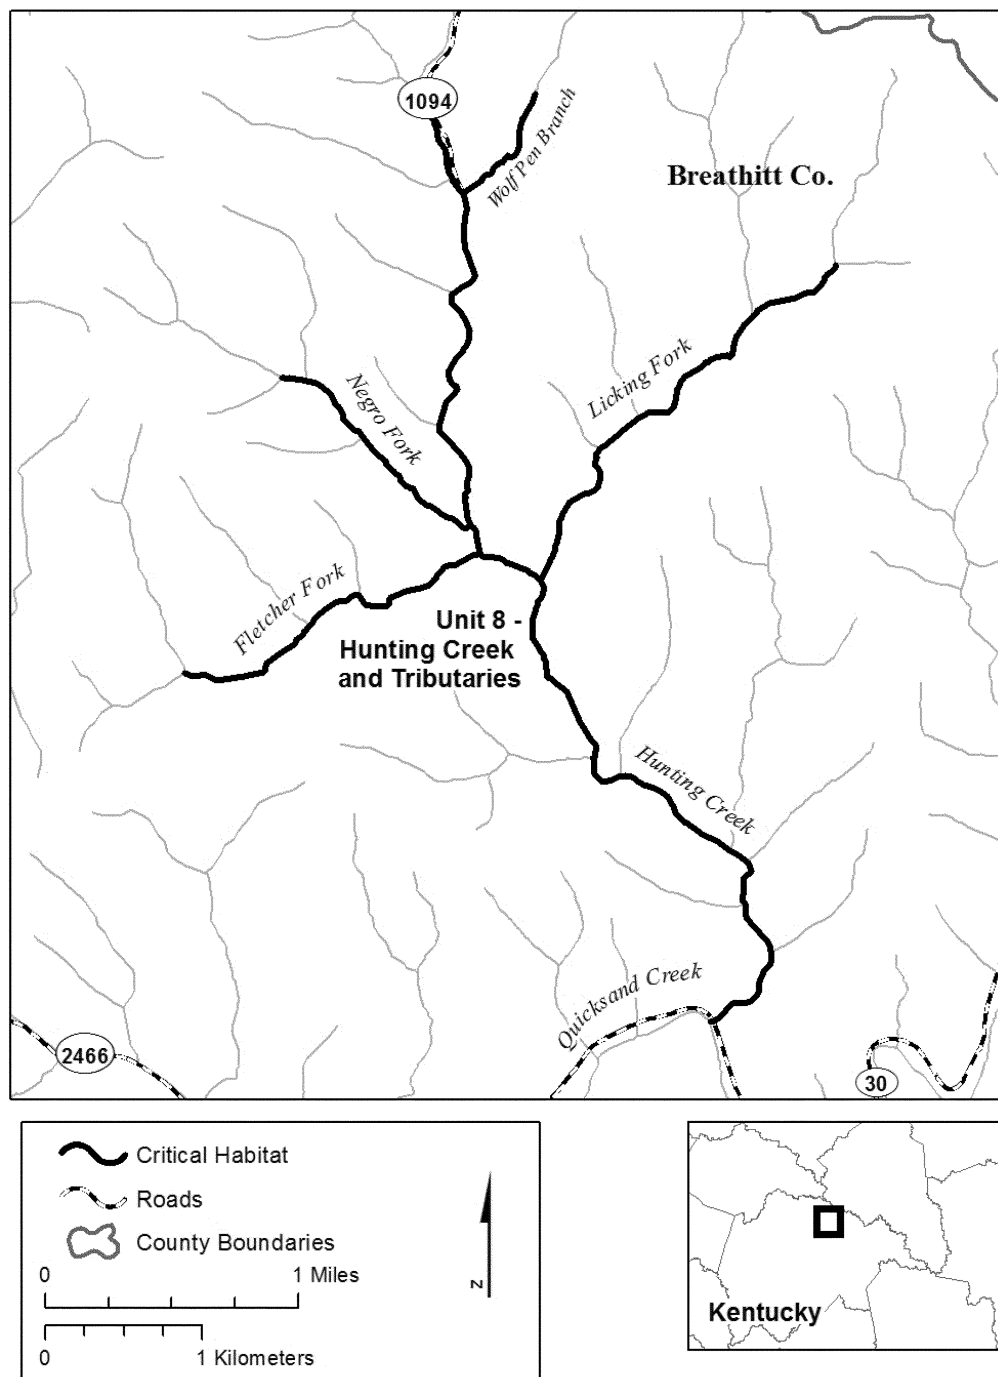 1094
Wolf Pen Branch
Breathitt Co.
Licking Fork
Negro Fork
Fletcher Fork
Unit 8 -
Hunting Creek
and Tributaries
Hunting Creek
Quicksand Creek
2466
30
Critical Habitat
Roads
County Boundaries
0 1 Miles
0 1 Kilometers
N
Kentucky